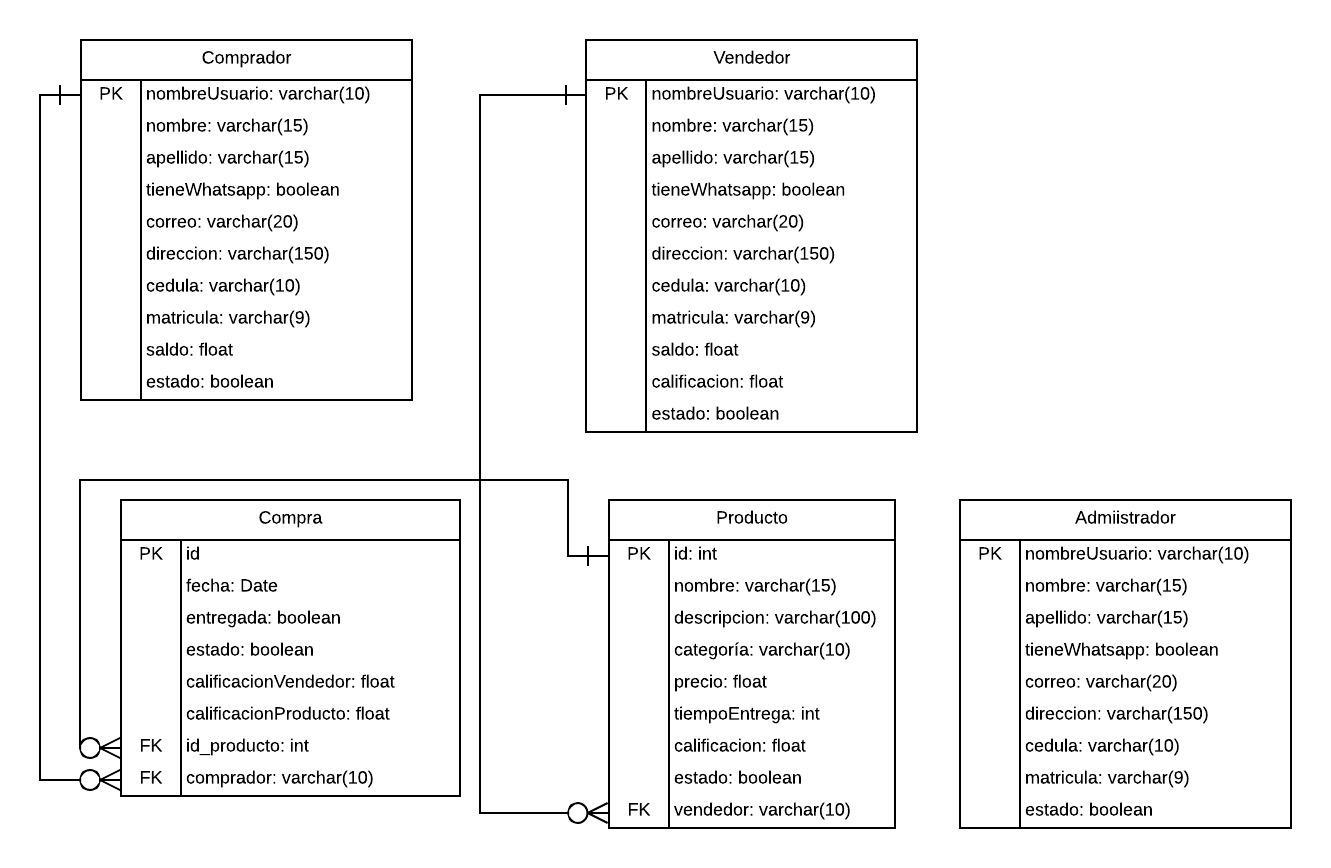 Comprador
PK nombreUsuario: varchar(10)
nombre: varchar(15)
apellido: varchar(15)
tieneWhatsapp: boolean
correo: varchar(20)
direccion: varchar(150)
cedula: varchar(10)
matricula: varchar(9)
saldo: float
estado: boolean
Vendedor
PK nombreUsuario: varchar(10)
nombre: varchar(15)
apellido: varchar(15)
tieneWhatsapp: boolean
correo: varchar(20)
direccion: varchar(150)
cedula: varchar(10)
matricula: varchar(9)
saldo: float
calificacion: float
estado: boolean
Compra
PK id
fecha: Date
entregada: boolean
estado: boolean
calificacionVendedor: float
calificacionProducto: float
FK id_producto: int
FK comprador: varchar(10)
Producto
PK id: int
nombre: varchar(15)
descripcion: varchar(100)
categoría: varchar(10)
precio: float
tiempoEntrega: int
calificacion: float
estado: boolean
FK vendedor: varchar(10)
Admiistrador
PK nombreUsuario: varchar(10)
nombre: varchar(15)
apellido: varchar(15)
tieneWhatsapp: boolean
correo: varchar(20)
direccion: varchar(150)
cedula: varchar(10)
matricula: varchar(9)
estado: boolean